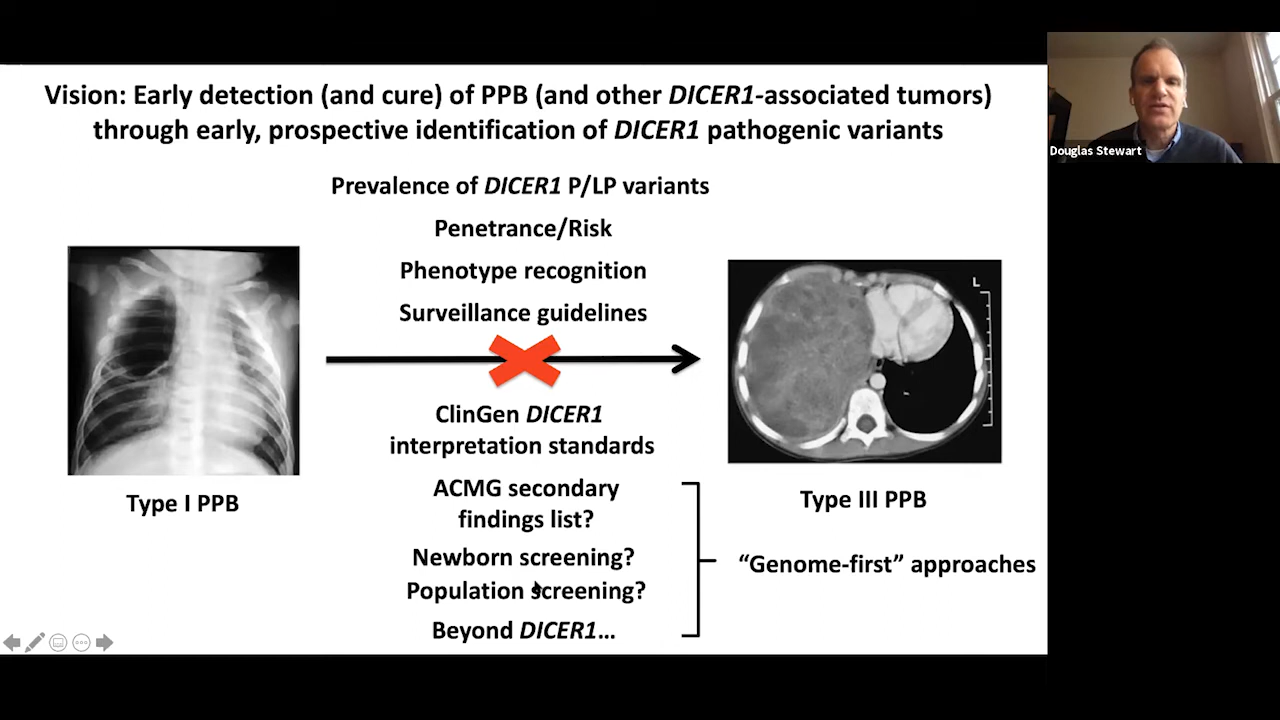 Vision: Early detection (and cure) of PPB (and other DICER1-associated tumors)
through early, prospective identification of DICER1 pathogenic variants
Prevalence of DICER1 P/LP variants
Penetrance/Risk
Phenotype recognition
Surveillance guidelines
ClinGen DICER1
interpretation standards
ACMG secondary
findings list?
Newborn screening?
Population screening?
Beyond DICER1...
Type I PPB
L
Type III PPB
“Genome-first” approaches
Douglas Stewart